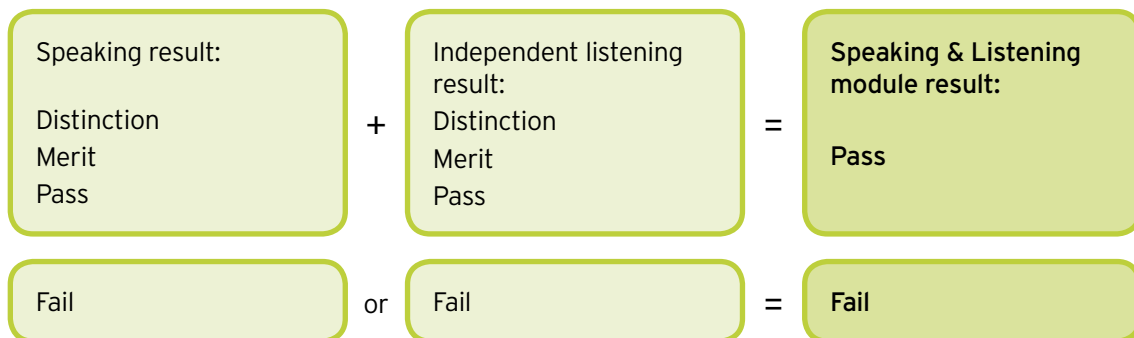 Speaking result:
Distinction
Merit
Pass
+
Independent listening
result:
Distinction
Merit
Pass
=
Speaking & Listening
module result:
Pass
Fail
or
Fail
=
Fail